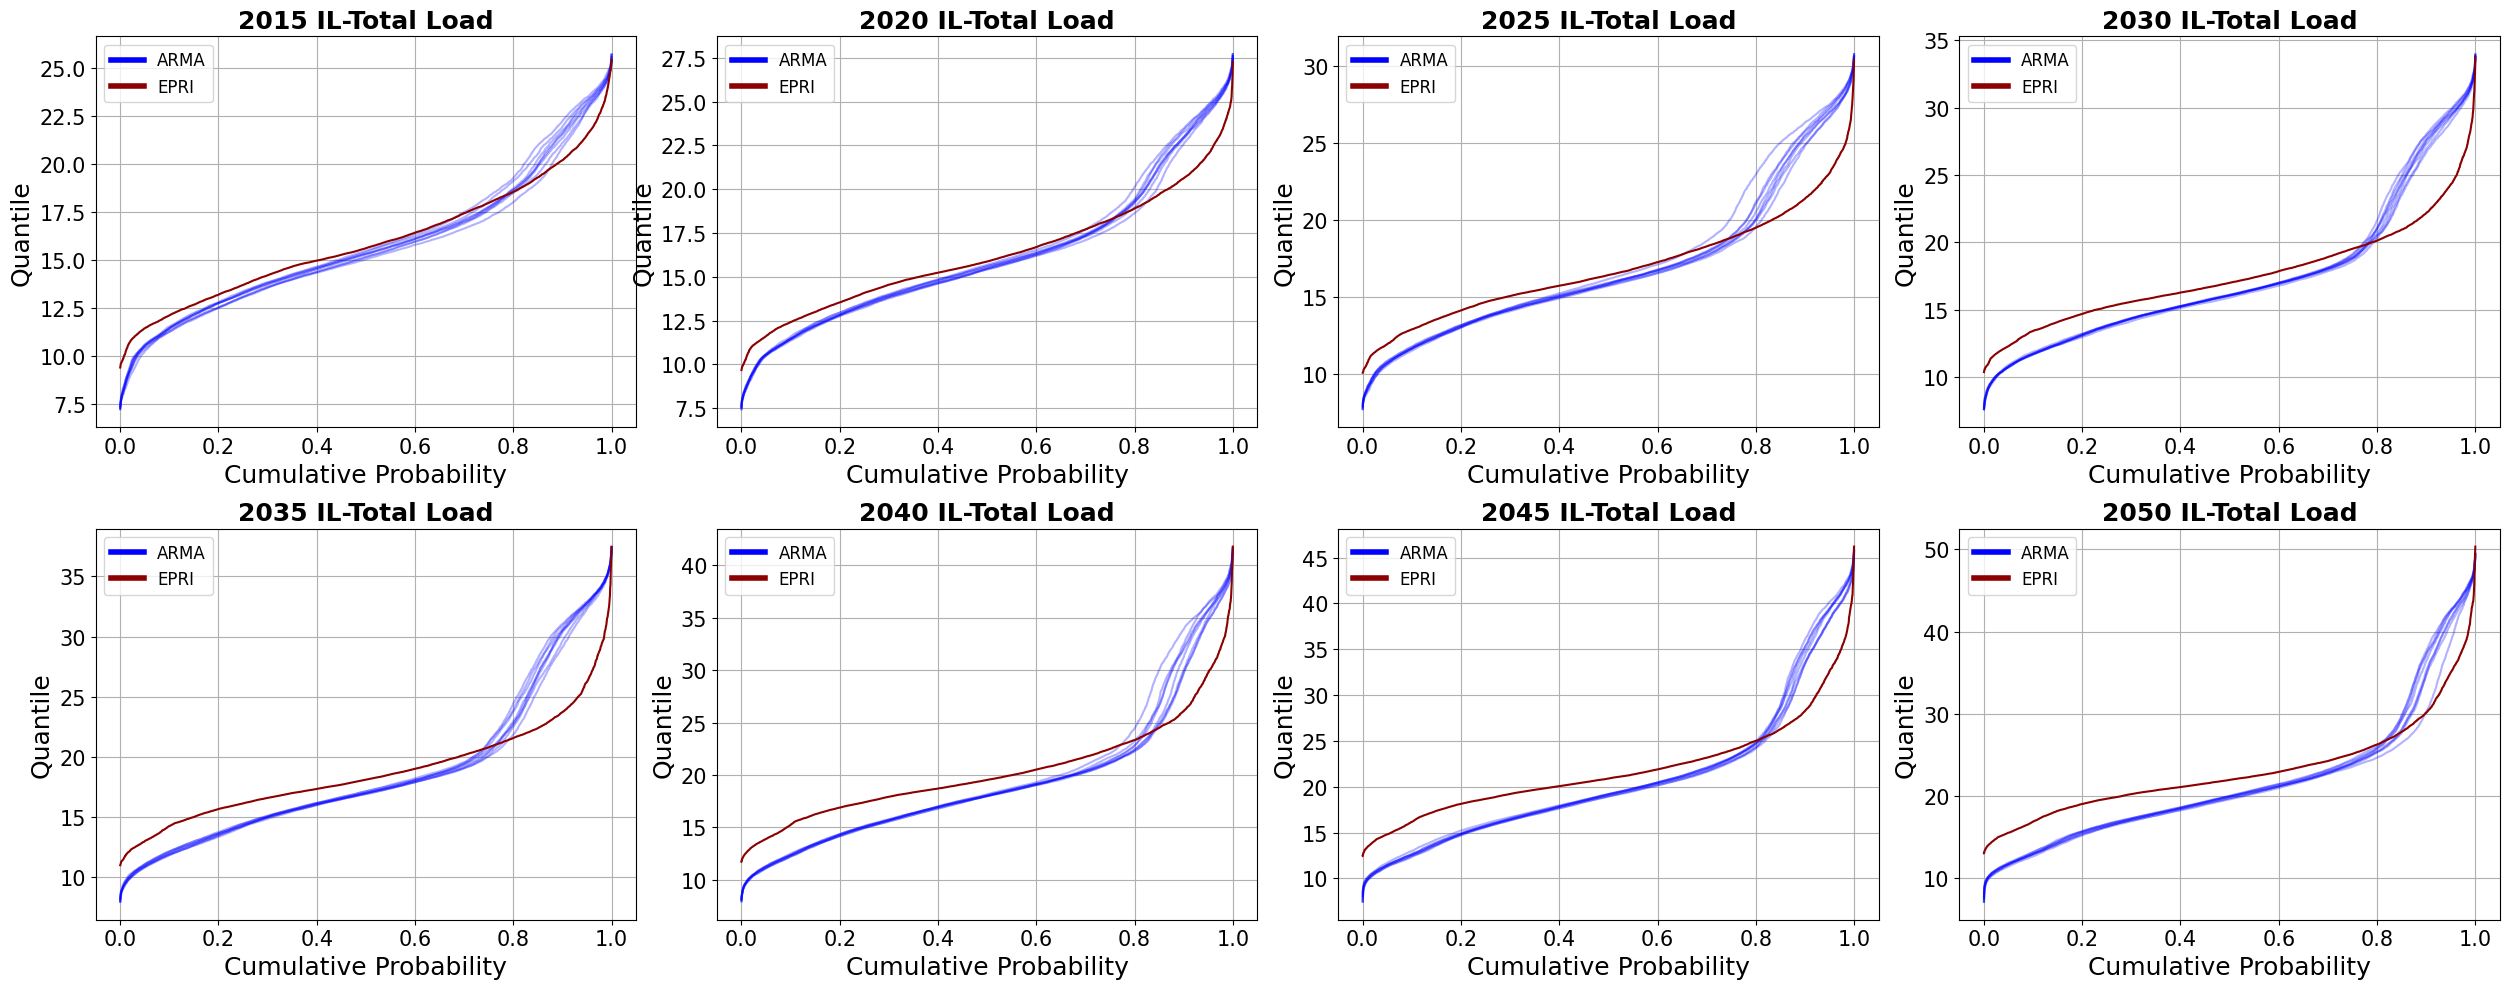 2015 IL-Total Load
ARMA
EPRI
Quantile
25.0
22.5
20.0
17.5
15.0
12.5
10.0
7.5
0.0 0.2 0.4 0.6 0.8 1.0
Cumulative Probability
2020 IL-Total Load
ARMA
EPRI
Quantile
27.5
25.0
22.5
20.0
17.5
15.0
12.5
10.0
7.5
0.0 0.2 0.4 0.6 0.8 1.0
Cumulative Probability
2025 IL-Total Load
ARMA
EPRI
Quantile
30
25
20
15
10
0.0 0.2 0.4 0.6 0.8 1.0
Cumulative Probability
2030 IL-Total Load
ARMA
EPRI
Quantile
35
30
25
20
15
10
0.0 0.2 0.4 0.6 0.8 1.0
Cumulative Probability
2035 IL-Total Load
ARMA
EPRI
Quantile
35
30
25
20
15
10
0.0 0.2 0.4 0.6 0.8 1.0
Cumulative Probability
2040 IL-Total Load
ARMA
EPRI
Quantile
40
35
30
25
20
15
10
0.0 0.2 0.4 0.6 0.8 1.0
Cumulative Probability
2045 IL-Total Load
ARMA
EPRI
Quantile
45
40
35
30
25
20
15
10
0.0 0.2 0.4 0.6 0.8 1.0
Cumulative Probability
2050 IL-Total Load
ARMA
EPRI
Quantile
50
40
30
20
10
0.0 0.2 0.4 0.6 0.8 1.0
Cumulative Probability